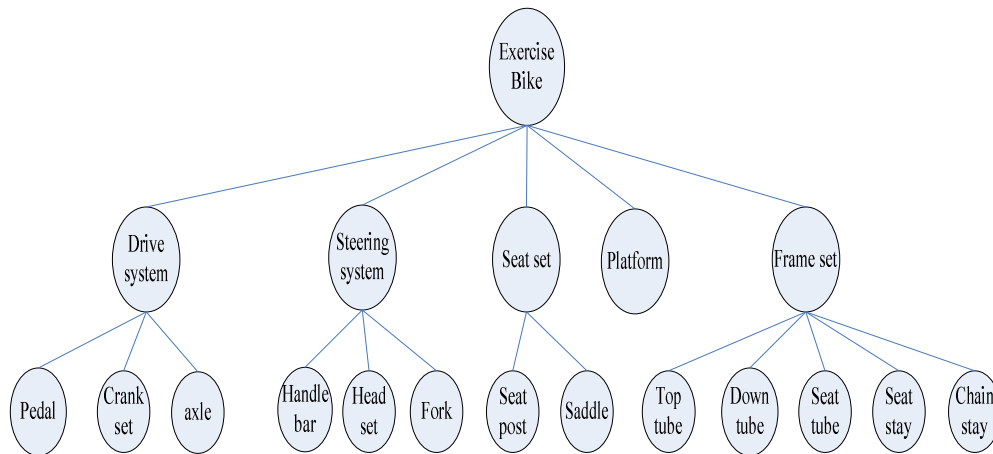 Exercise
Bike
Drive
system
Steering
system
Seat set
Platform
Frame set
Pedal
Crank
set
axle
Handle
bar
Head
set
Fork
Seat
post
Saddle
Top
tube
Down
tube
Seat
tube
Seat
stay
Chain
stay